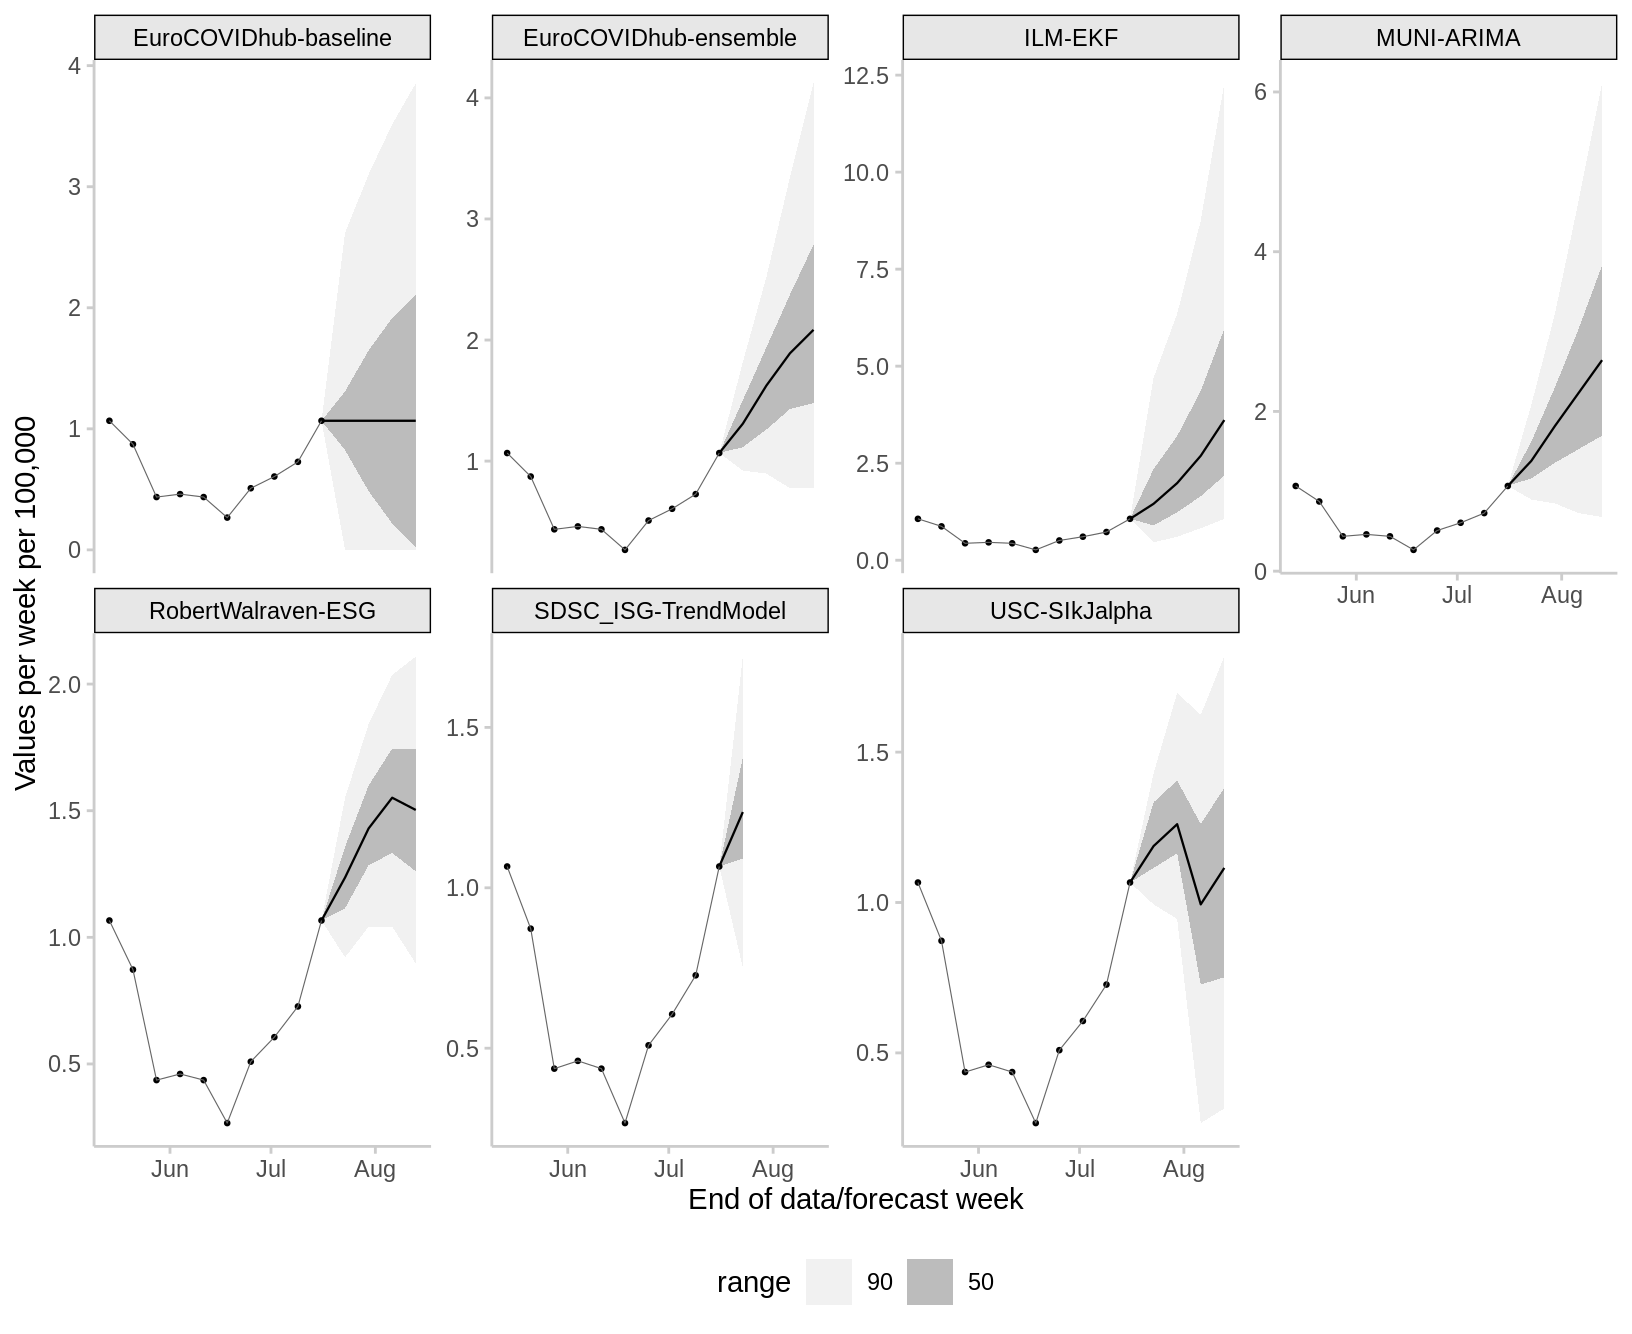 EuroCOVIDhub-baseline
EuroCOVIDhub-ensemble
ILM-EKF
MUNI-ARIMA
4
3
2
1
0
4
3
2
1
12.5
10.0
7.5
5.0
2.5
0.0
6
4
2
0
Jun Jul Aug
Values per week per 100,000
RobertWalraven-ESG
SDSC_ISG-TrendModel
USC-SIkJalpha
2.0
1.5
1.0
0.5
1.5
1.0
0.5
1.5
1.0
0.5
Jun Jul Aug
Jun Jul Aug
Jun Jul Aug
End of data/forecast week
range 90 50